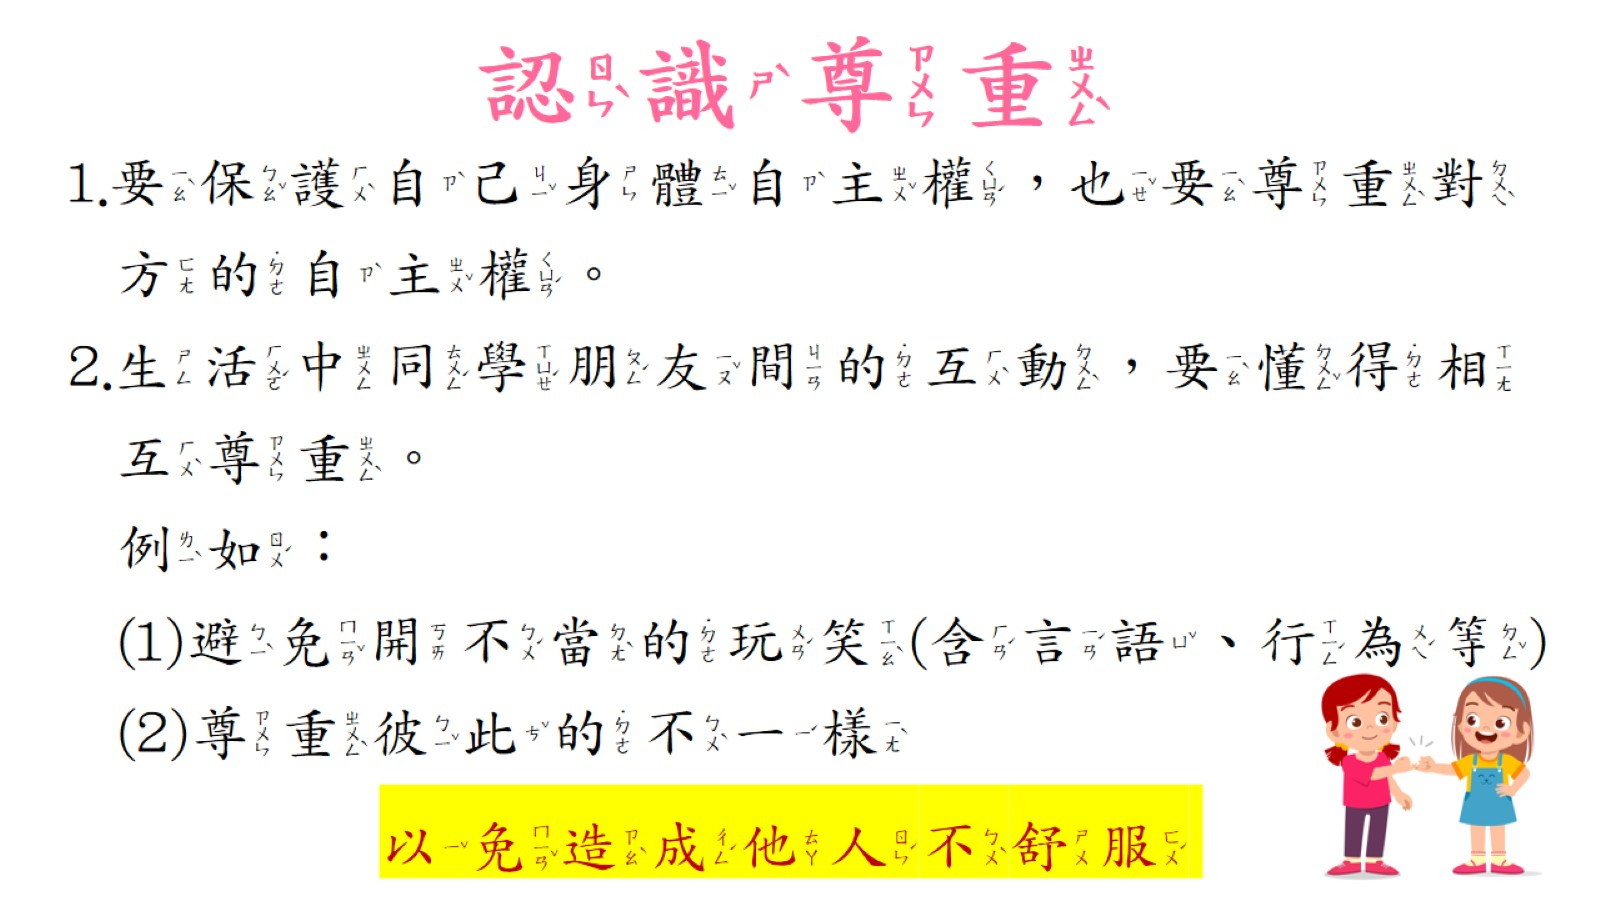 認識尊重
1.要保護自己身體自主權，也要尊重對
方的自主權。
2.生活中同學朋友間的互動，要懂得相
互尊重。
例如：
(1)避免開不當的玩笑(含言語、行為等)
(2)尊重彼此的不一樣
以免造成他人不舒服